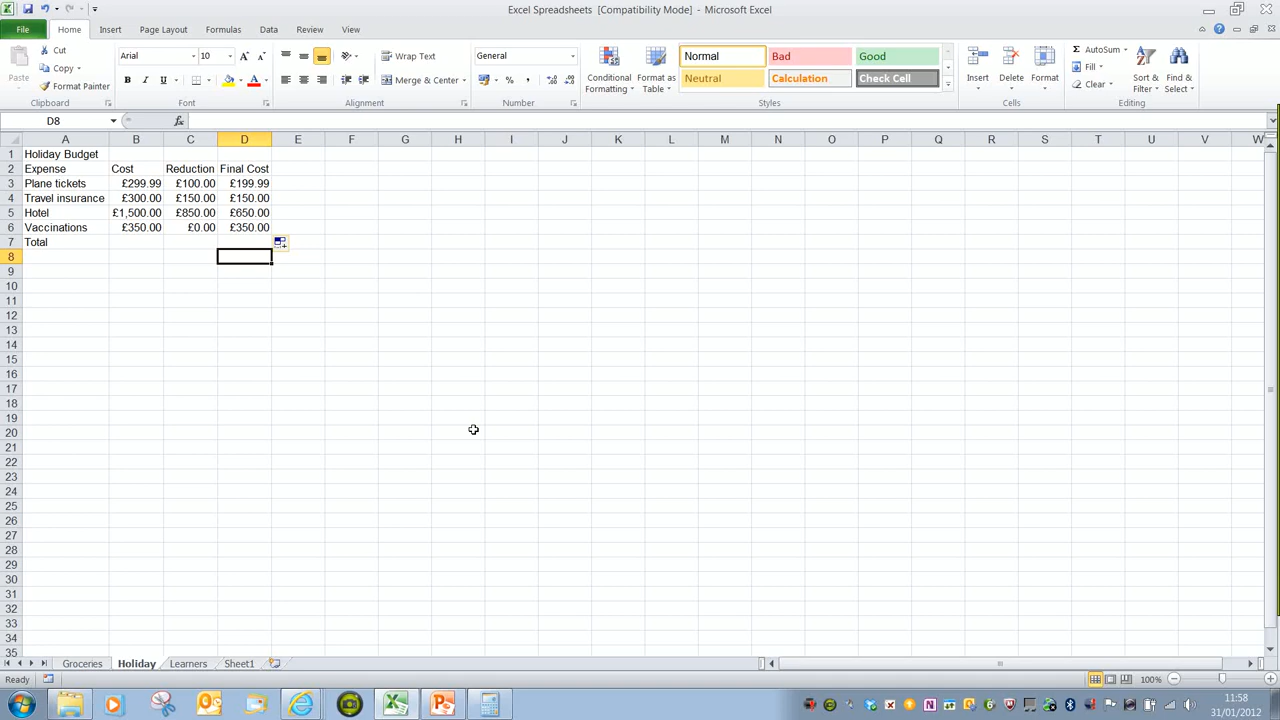 Excel Spreadsheets [Compatibility Mode] - Microsoft Excel
File Home Insert Page Layout Formulas Data Review View
Paste
Cut
Copy
Format Painter
Clipboard
Arial 10
B I U
Font
Wrap Text
Merge & Center
Alignment
General
%
Number
Conditional Formatting
Format as Table
Normal Bad Good
Neutral Calculation Check Cell
Styles
Insert Delete Format
Cells
AutoSum
Fill
Clear
Sort & Filter
Find & Select
Editing
D8 fx
A B C D E F G H I J K L M N O P Q R S T U V W
1 Holiday Budget
2 Expense Cost Reduction Final Cost
3 Plane tickets £299.99 £100.00 £199.99
4 Travel insurance £300.00 £150.00 £150.00
5 Hotel £1,500.00 £850.00 £650.00
6 Vaccinations £350.00 £0.00 £350.00
7 Total
8
9
10
11
12
13
14
15
16
17
18
19
20
21
22
23
24
25
26
27
28
29
30
31
32
33
34
35
Groceries Holiday Learners Sheet1
Ready 100%
11:58
31/01/2012